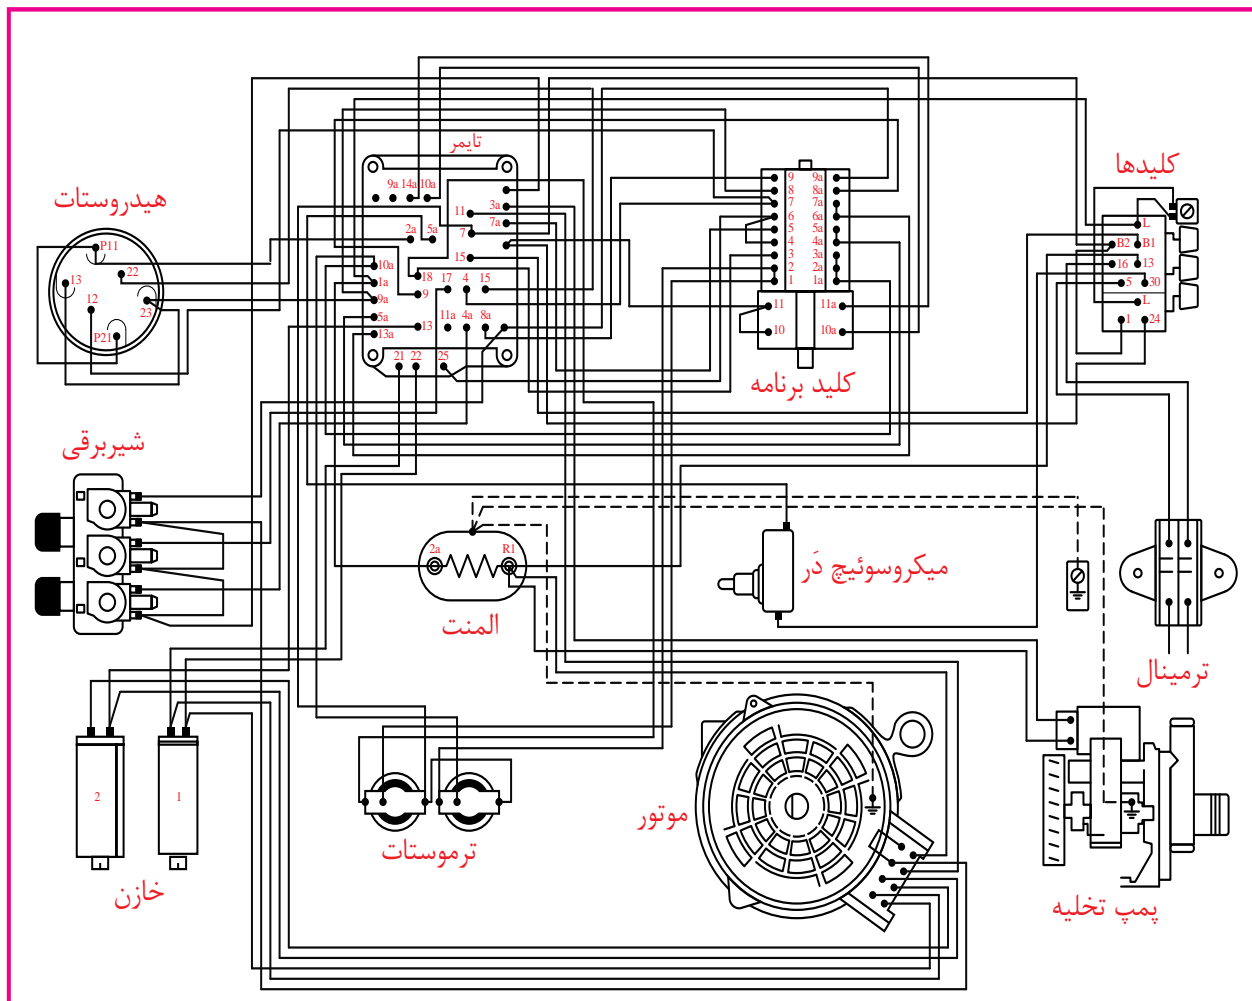 تایمر
9a 14a 10a
3a
11
7a
7
2a 5a
15
10a
18 17 4 15
1a
9a
9
5a
11a 4a 8a
13
13a
21 22 25
هیدروستات
P11
22
13
12
23
P21
9 9a
8 8a
7 7a
6 6a
5 5a
4 4a
3 3a
2 2a
1 1a
11 11a
10 10a
کلید برنامه
کلیدها
L
B2 B1
16 13
5 30
L
1 24
شیربرقی
2a R1
المنت
میکروسوئیچ دَر
ترمینال
2 1
خازن
ترموستات
موتور
پمپ تخلیه